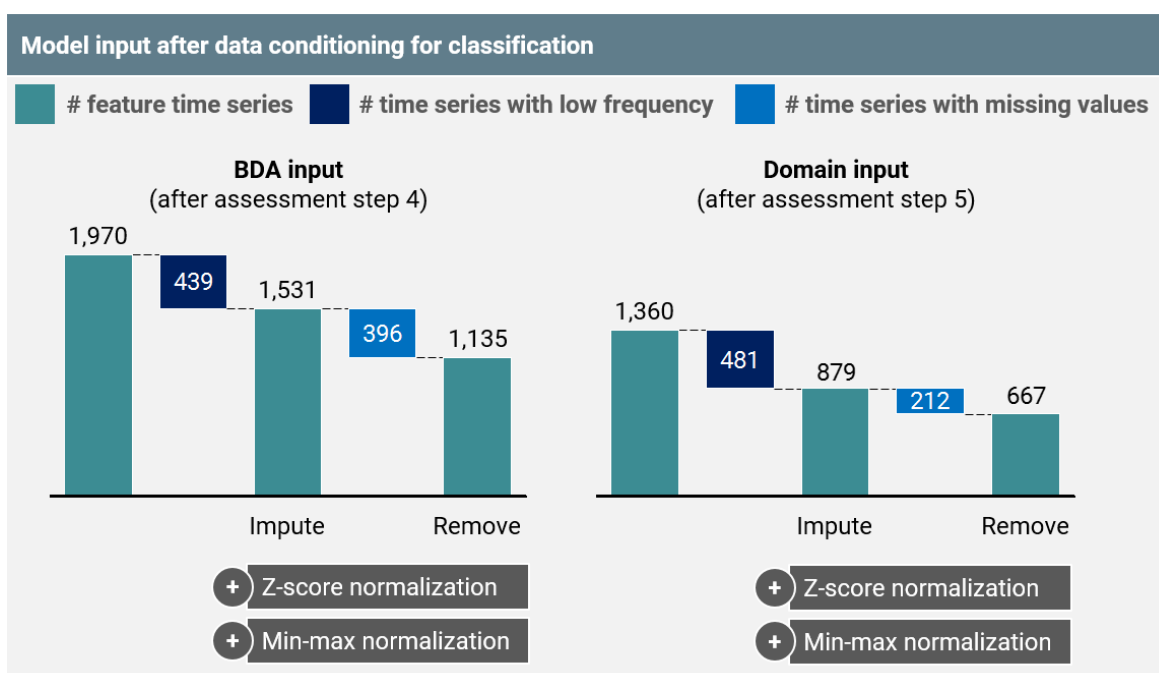 Model input after data conditioning for classification
# feature time series
# time series with low frequency
# time series with missing values
BDA input
(after assessment step 4)
1,970
439
1,531
396
1,135
Impute
Remove
+ Z-score normalization
+ Min-max normalization
Domain input
(after assessment step 5)
1,360
481
879
212
667
Impute
Remove
+ Z-score normalization
+ Min-max normalization